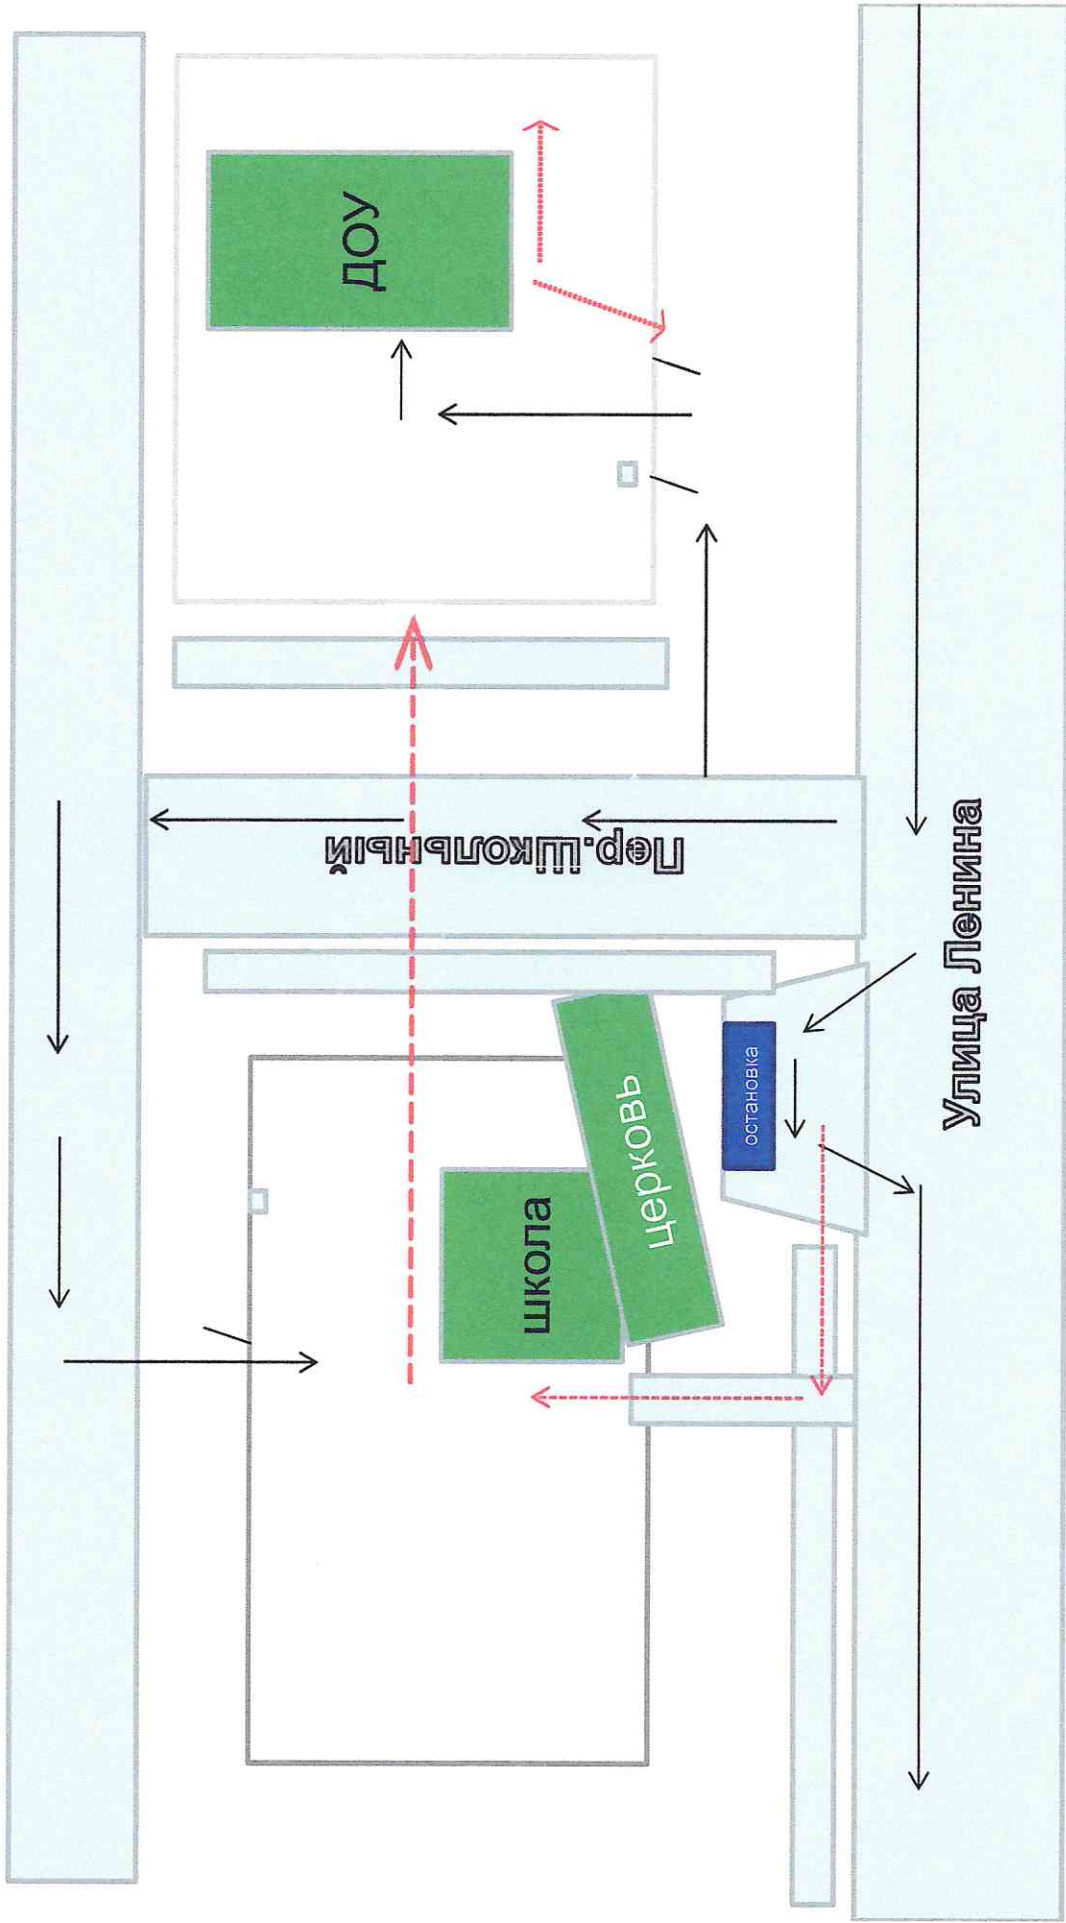 ДОУ
Пер.Школьный
Улица Ленина
остановка
церковь
школа